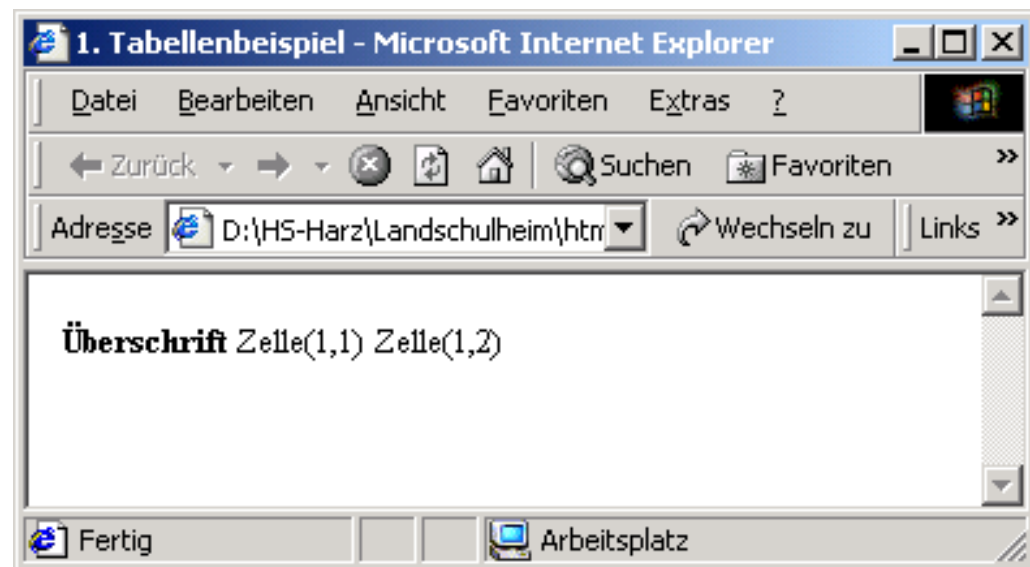 1. Tabellenbeispiel - Microsoft Internet Explorer
Datei Bearbeiten Ansicht Favoriten Extras ?
Zurück Suchen Favoriten »
Adresse D:\HS-Harz\Landschulheim\htm Wechseln zu Links »
Überschrift Zelle(1,1) Zelle(1,2)
Fertig Arbeitsplatz